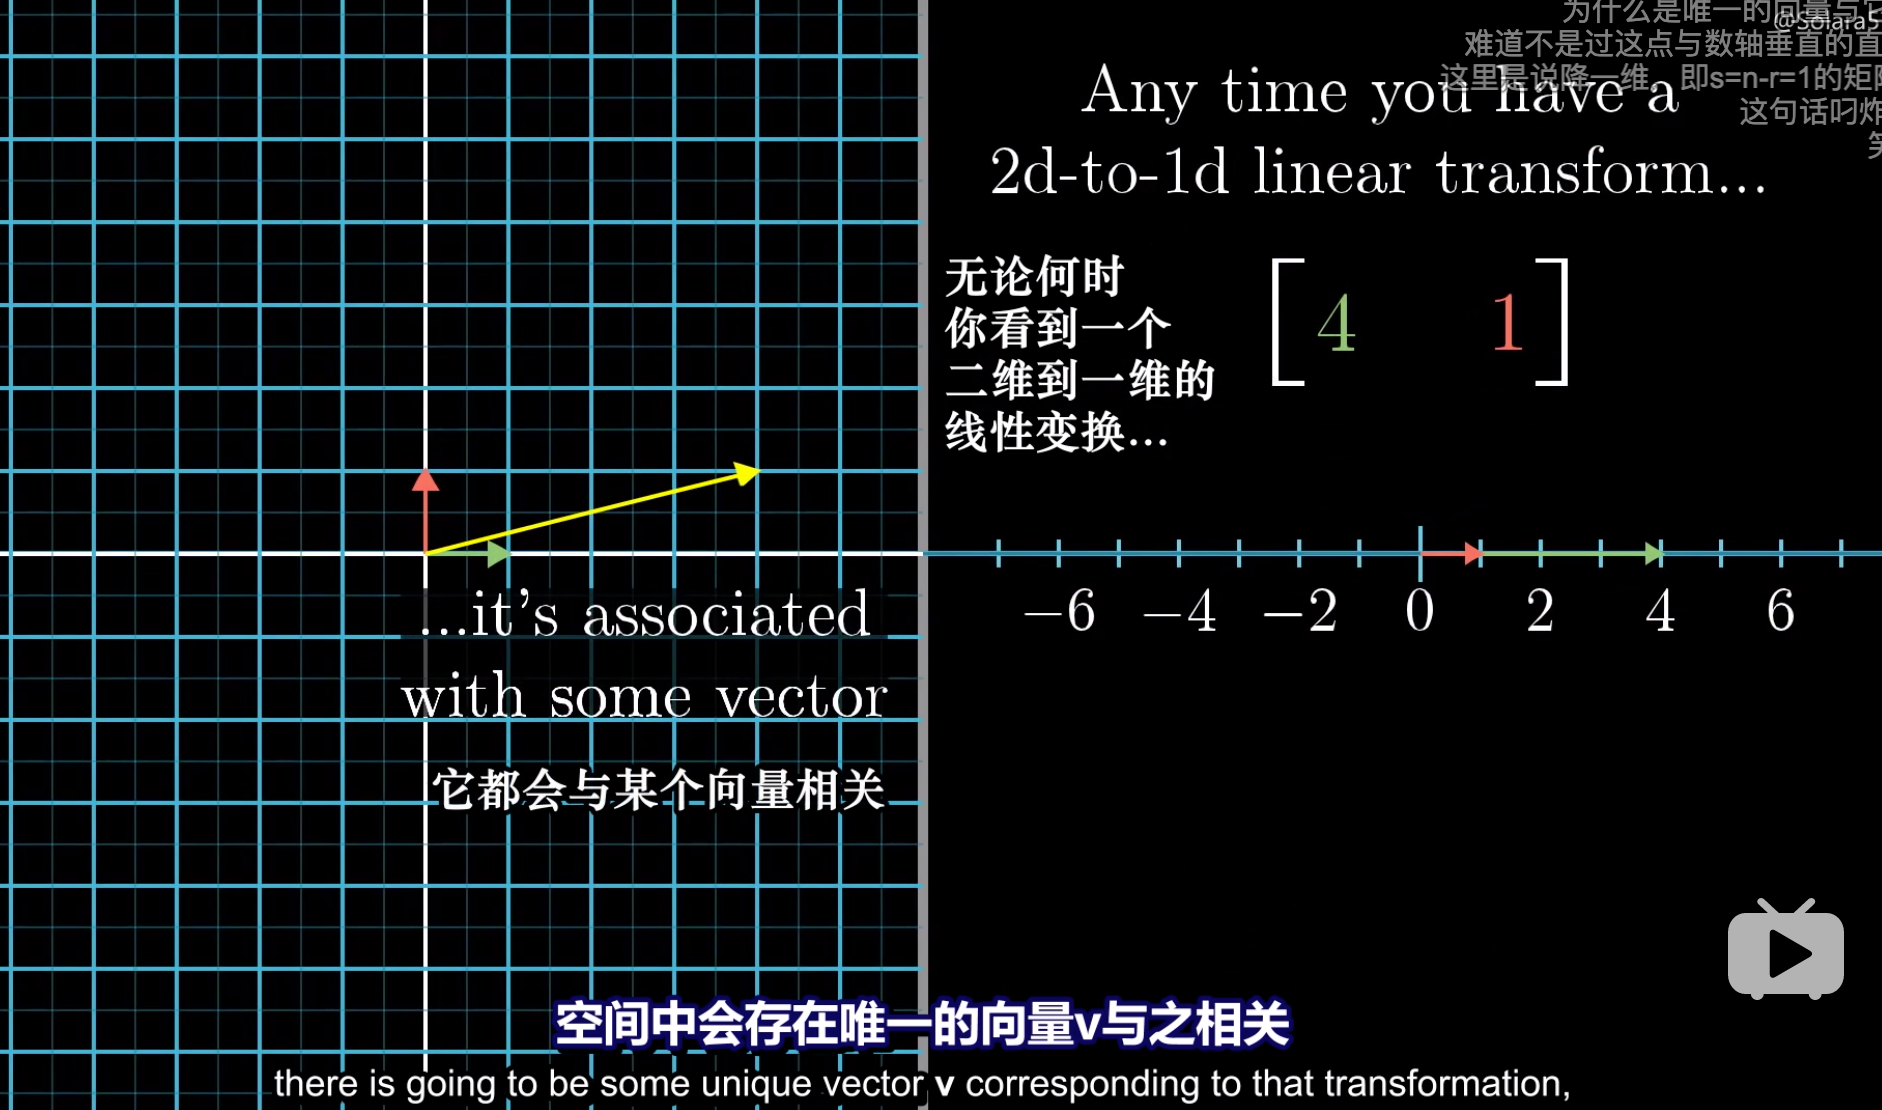 为什么是唯一的向量与它
@Solara5
难道不是过这点与数轴垂直的直
这里是说降一维，即s=n-r=1的矩阵
这句话叼炸
笑
Any time you have a
2d-to-1d linear transform...
无论何时
你看到一个
二维到一维的
线性变换...
[4 1]
-6 -4 -2 0 2 4 6
...it's associated
with some vector
它都会与某个向量相关
空间中会存在唯一的向量v与之相关
there is going to be some unique vector v corresponding to that transformation,